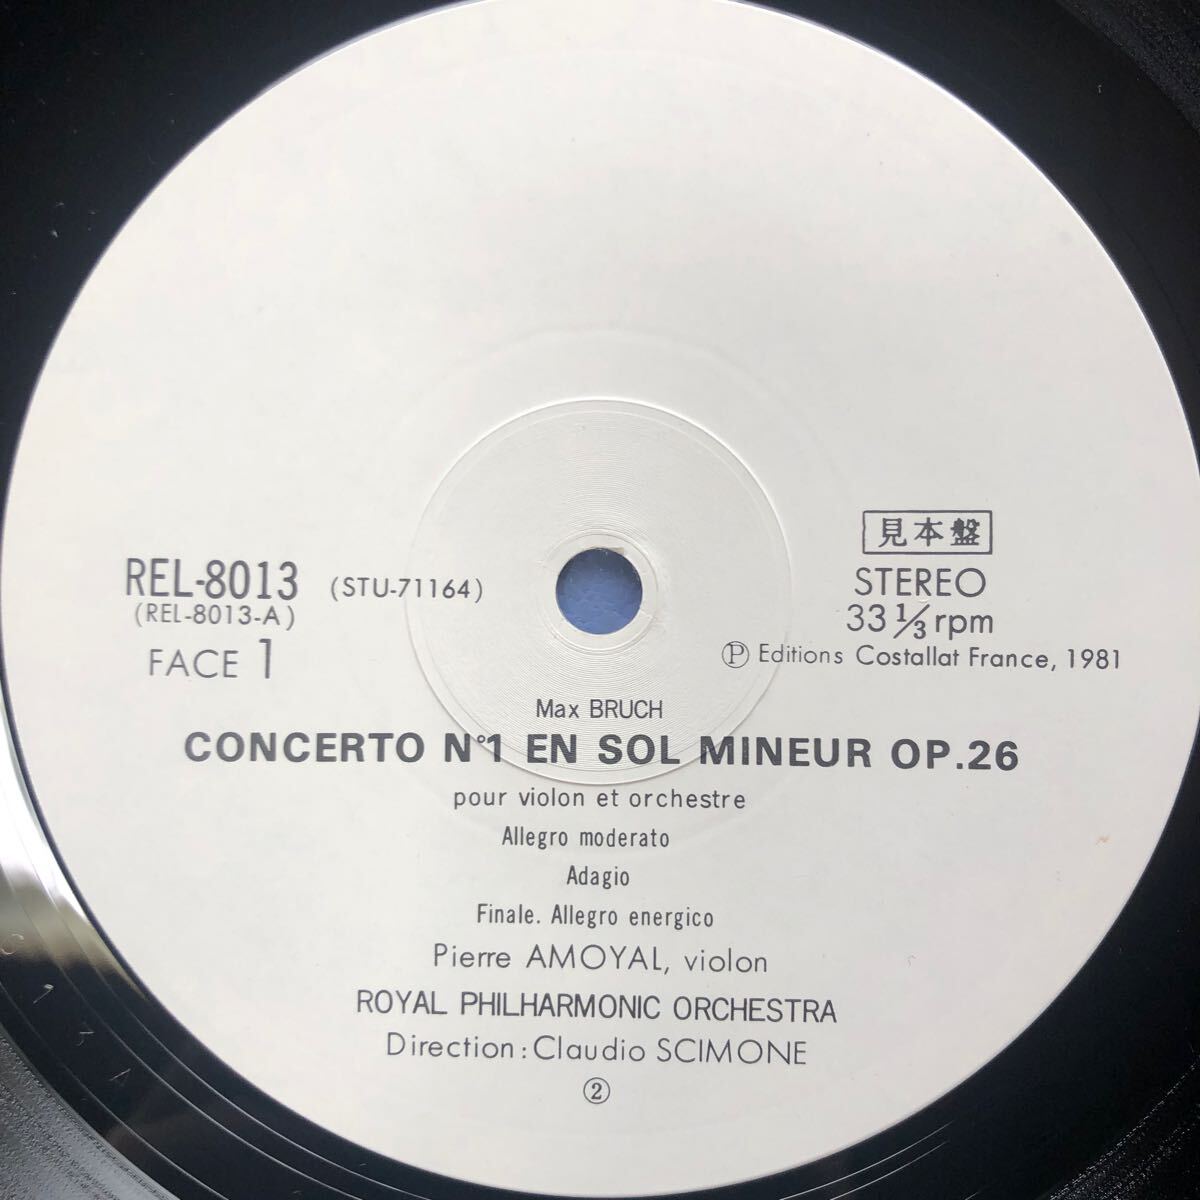 見本盤
REL-8013 (STU-71164) STEREO
(REL-8013-A) 33 1/3 rpm
FACE 1 Ⓟ Editions Costallat France, 1981
Max BRUCH
CONCERTO N°1 EN SOL MINEUR OP.26
pour violon et orchestre
Allegro moderato
Adagio
Finale. Allegro energico
Pierre AMOYAL, violon
ROYAL PHILHARMONIC ORCHESTRA
Direction : Claudio SCIMONE
②